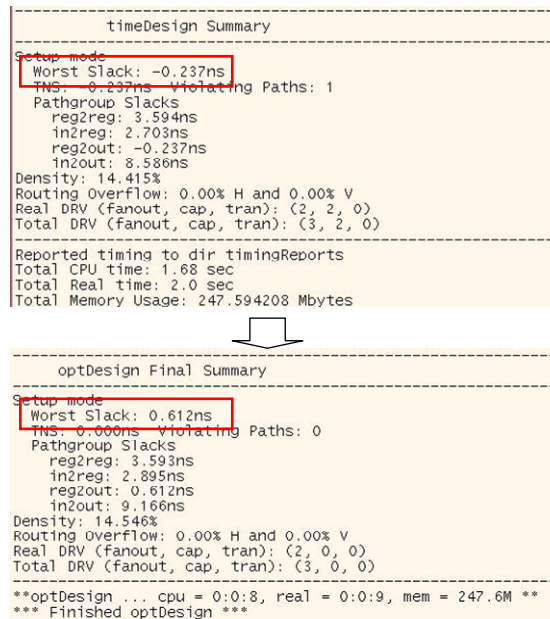 timeDesign Summary
Setup mode
Worst Slack: -0.237ns
TNS: -0.237ns Violating Paths: 1
Pathgroup Slacks
reg2reg: 3.594ns
in2reg: 2.703ns
reg2out: -0.237ns
in2out: 8.586ns
Density: 14.415%
Routing Overflow: 0.00% H and 0.00% V
Real DRV (fanout, cap, tran): (2, 2, 0)
Total DRV (fanout, cap, tran): (3, 2, 0)
Reported timing to dir timingReports
Total CPU time: 1.68 sec
Total Real time: 2.0 sec
Total Memory Usage: 247.594208 Mbytes
optDesign Final Summary
Setup mode
Worst Slack: 0.612ns
TNS: 0.000ns Violating Paths: 0
Pathgroup Slacks
reg2reg: 3.593ns
in2reg: 2.895ns
reg2out: 0.612ns
in2out: 9.166ns
Density: 14.546%
Routing Overflow: 0.00% H and 0.00% V
Real DRV (fanout, cap, tran): (2, 0, 0)
Total DRV (fanout, cap, tran): (3, 0, 0)
**optDesign ... cpu = 0:0:8, real = 0:0:9, mem = 247.6M **
*** Finished optDesign ***